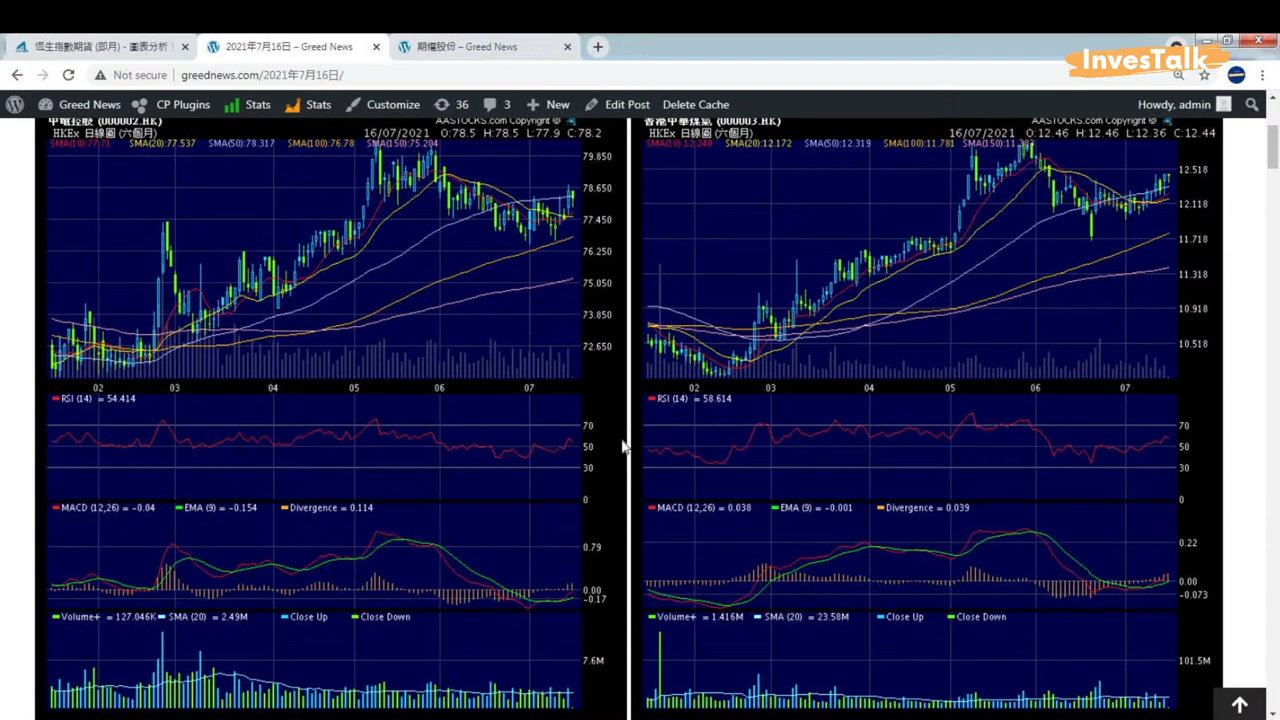 恆生指數期貨 (即月) - 圖表分析
2021年7月16日 – Greed News
期權股份 – Greed News
InvesTalk
Not secure
greednews.com/2021年7月16日/
Greed News
CP Plugins
Stats
Stats
Customize
36
3
New
Edit Post
Delete Cache
Howdy, admin
中電控股 (000002.HK)
AASTOCKS.com Copyright ©
HKEx 日線圖 (六個月)
16/07/2021 O:78.5 H:78.5 L:77.9 C:78.2
SMA(10):77.71 SMA(20):77.537 SMA(50):78.317 SMA(100):76.78 SMA(150):75.204
79.850
78.650
77.450
76.250
75.050
73.850
72.650
02 03 04 05 06 07
RSI (14) = 54.414
70
50
30
0
MACD (12,26) = -0.04 EMA (9) = -0.154 Divergence = 0.114
0.79
0.00
-0.17
Volume+ = 127.046K SMA (20) = 2.49M Close Up Close Down
7.6M
香港中華煤氣 (000003.HK)
AASTOCKS.com Copyright ©
HKEx 日線圖 (六個月)
16/07/2021 O:12.46 H:12.46 L:12.36 C:12.44
SMA(10):12.248 SMA(20):12.172 SMA(50):12.319 SMA(100):11.781
12.518
12.118
11.718
11.318
10.918
10.518
02 03 04 05 06 07
RSI (14) = 58.614
70
50
30
0
MACD (12,26) = 0.038 EMA (9) = -0.001 Divergence = 0.039
0.22
0.00
-0.073
Volume+ = 1.416M SMA (20) = 23.58M Close Up Close Down
101.5M